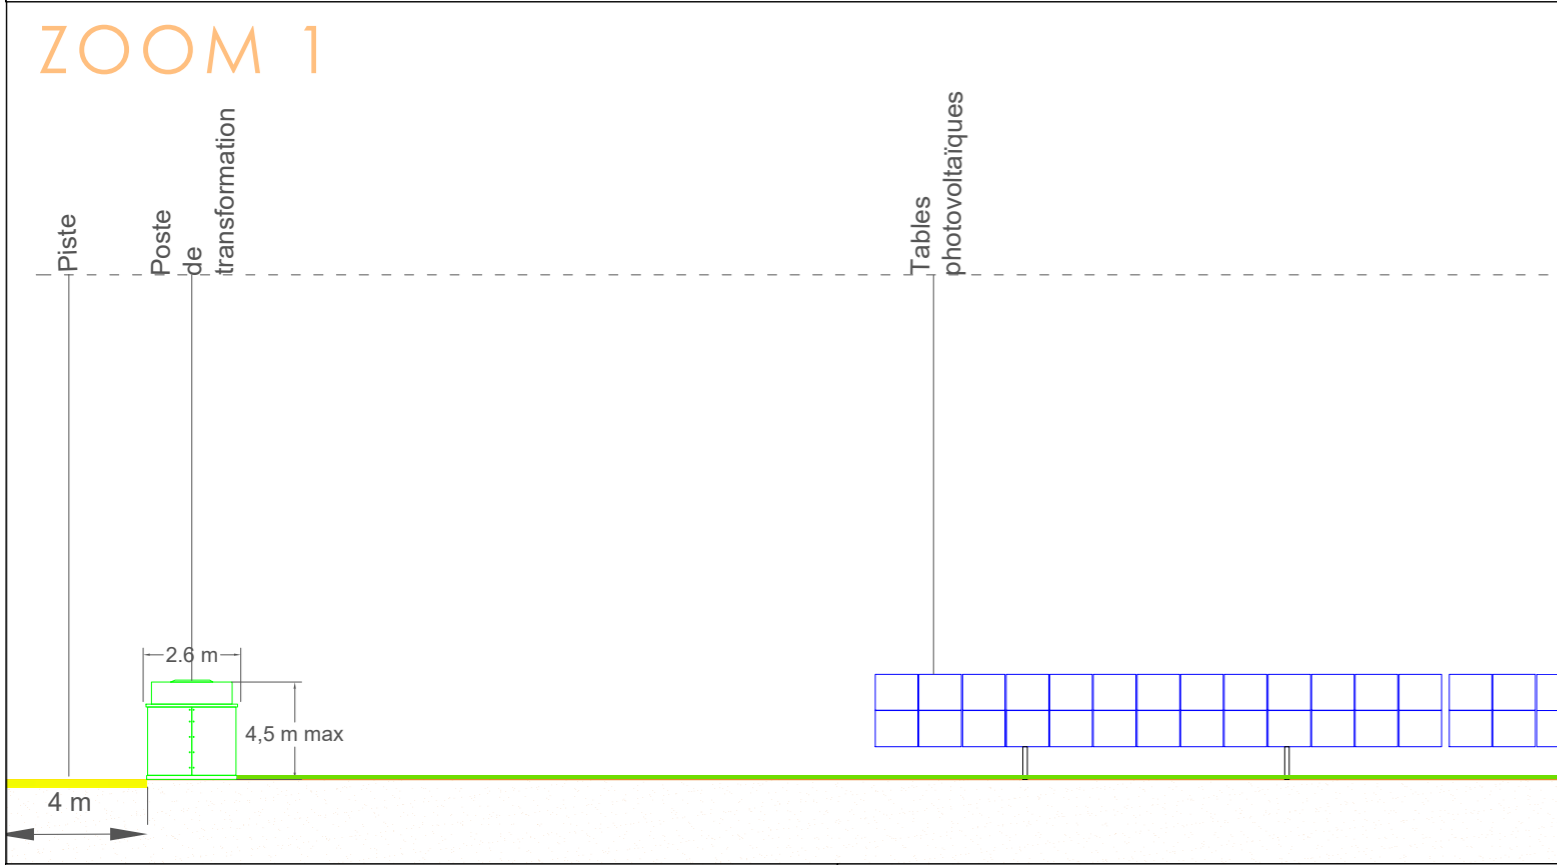 ZOOM 1
Piste
Poste
de
transformation
Tables
photovoltaïques
2.6 m
4,5 m max
4 m